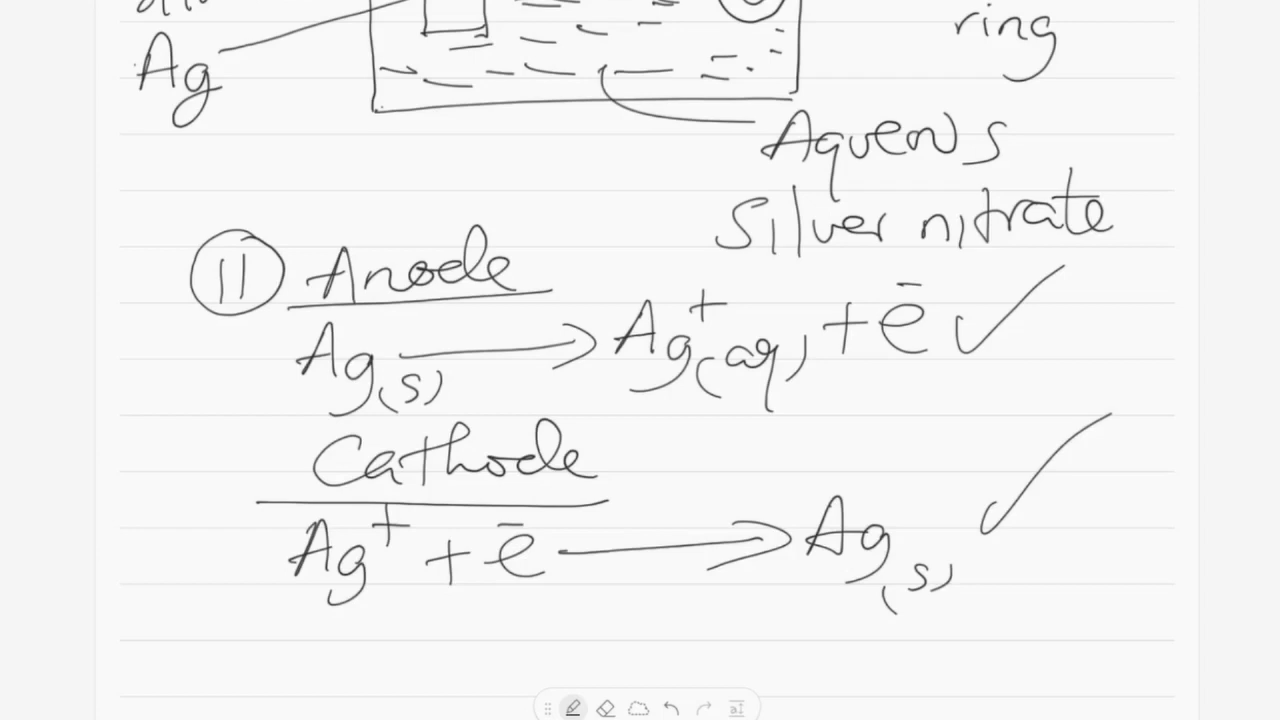 Ag
ring
Aqueous
Silver nitrate
11 Anode
Ag(s) → Ag⁺(aq) + ē ✓
Cathode
Ag⁺ + ē → Ag(s) ✓